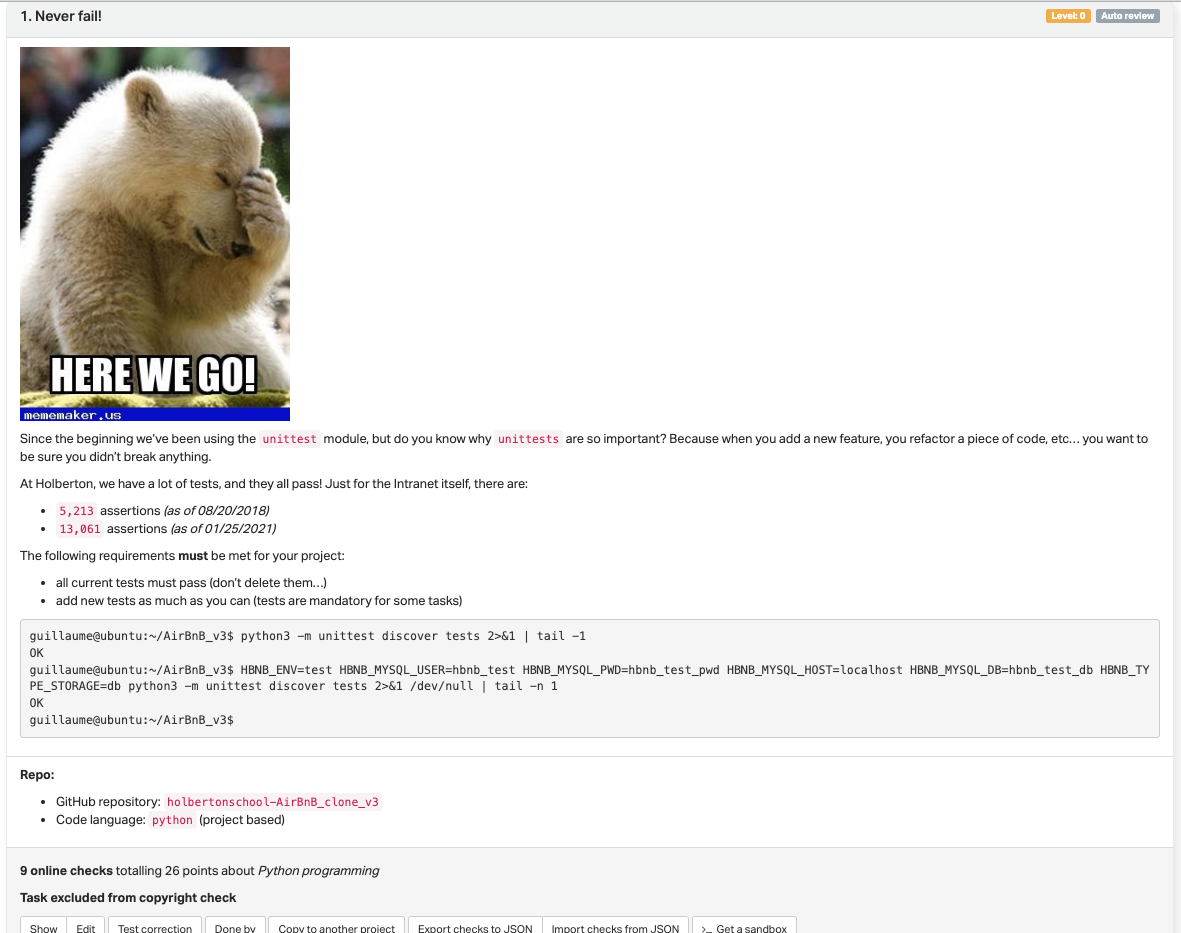 1. Never fail!
Level: 0 Auto review
HERE WE GO!
mememaker.us
Since the beginning we’ve been using the unittest module, but do you know why unittests are so important? Because when you add a new feature, you refactor a piece of code, etc… you want to
be sure you didn’t break anything.
At Holberton, we have a lot of tests, and they all pass! Just for the Intranet itself, there are:
• 5,213 assertions (as of 08/20/2018)
• 13,061 assertions (as of 01/25/2021)
The following requirements must be met for your project:
• all current tests must pass (don’t delete them…)
• add new tests as much as you can (tests are mandatory for some tasks)
guillaume@ubuntu:~/AirBnB_v3$ python3 -m unittest discover tests 2>&1 | tail -1
OK
guillaume@ubuntu:~/AirBnB_v3$ HBNB_ENV=test HBNB_MYSQL_USER=hbnb_test HBNB_MYSQL_PWD=hbnb_test_pwd HBNB_MYSQL_HOST=localhost HBNB_MYSQL_DB=hbnb_test_db HBNB_TY
PE_STORAGE=db python3 -m unittest discover tests 2>&1 /dev/null | tail -n 1
OK
guillaume@ubuntu:~/AirBnB_v3$
Repo:
• GitHub repository: holbertonschool-AirBnB_clone_v3
• Code language: python (project based)
9 online checks totalling 26 points about Python programming
Task excluded from copyright check
Show Edit Test correction Done by Copy to another project Export checks to JSON Import checks from JSON >_ Get a sandbox